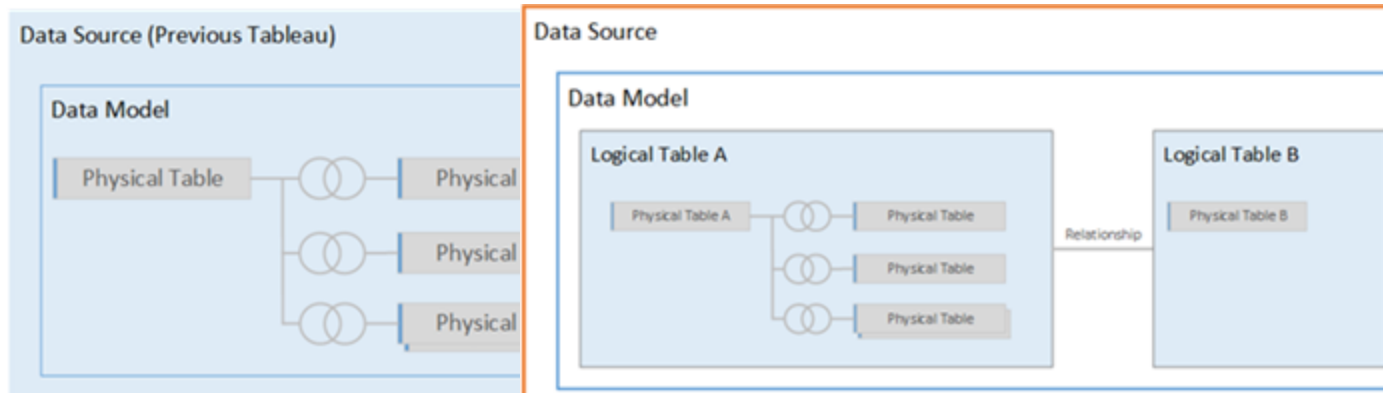 Data Source (Previous Tableau)
Data Model
Physical Table
Physical
Physical
Physical
Data Source
Data Model
Logical Table A
Physical Table A
Physical Table
Physical Table
Physical Table
Relationship
Logical Table B
Physical Table B